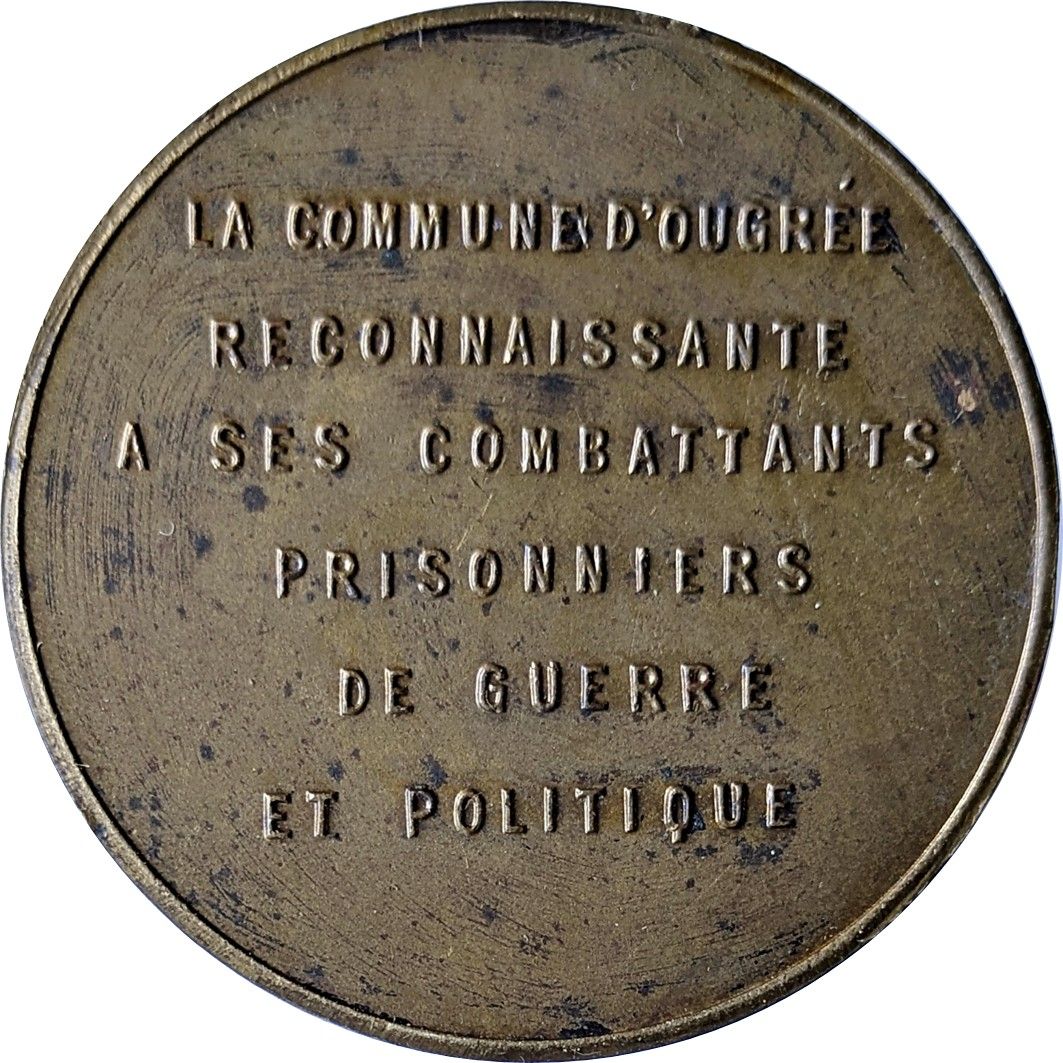 LA COMMUNE D'OUGRÉE
RECONNAISSANTE
A SES COMBATTANTS
PRISONNIERS
DE GUERRE
ET POLITIQUE